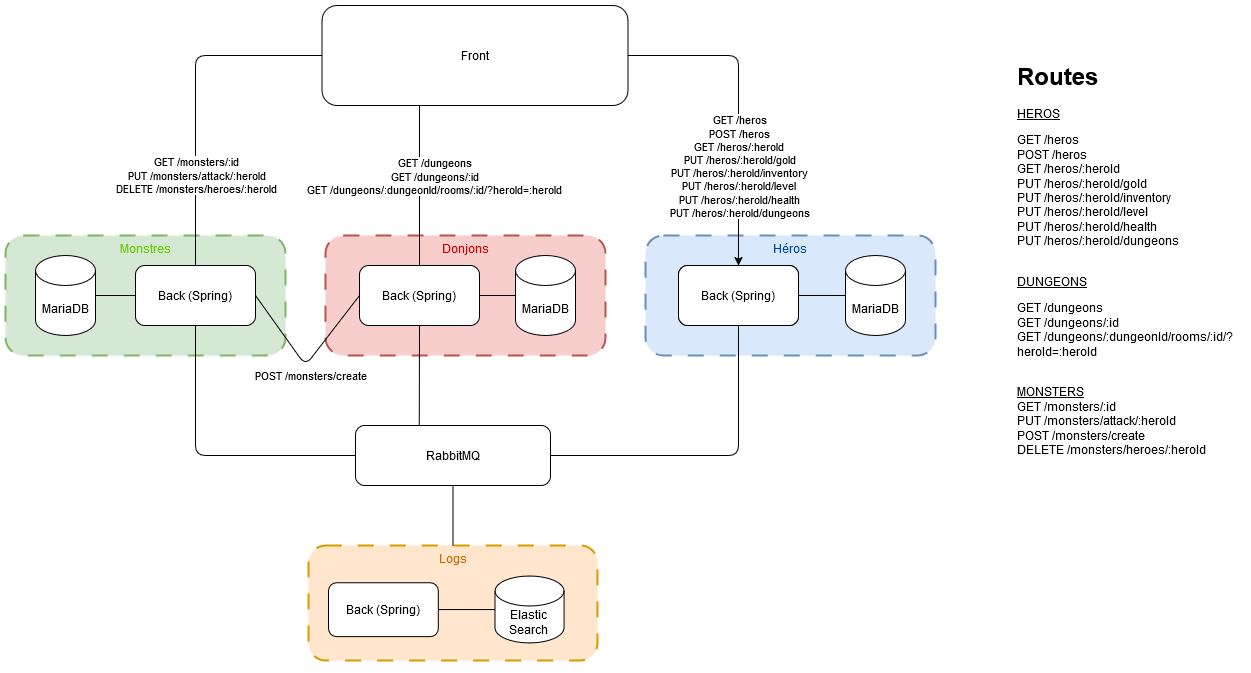 Front
GET /monsters/:id
PUT /monsters/attack/:heroId
DELETE /monsters/heroes/:heroId
GET /dungeons
GET /dungeons/:id
GET /dungeons/:dungeonId/rooms/:id/?heroId=:heroId
GET /heros
POST /heros
GET /heros/:heroId
PUT /heros/:heroId/gold
PUT /heros/:heroId/inventory
PUT /heros/:heroId/level
PUT /heros/:heroId/health
PUT /heros/:heroId/dungeons
Monstres
MariaDB
Back (Spring)
Donjons
Back (Spring)
MariaDB
Héros
Back (Spring)
MariaDB
POST /monsters/create
RabbitMQ
Logs
Back (Spring)
Elastic
Search
Routes
HEROS
GET /heros
POST /heros
GET /heros/:heroId
PUT /heros/:heroId/gold
PUT /heros/:heroId/inventory
PUT /heros/:heroId/level
PUT /heros/:heroId/health
PUT /heros/:heroId/dungeons
DUNGEONS
GET /dungeons
GET /dungeons/:id
GET /dungeons/:dungeonId/rooms/:id/?
heroId=:heroId
MONSTERS
GET /monsters/:id
PUT /monsters/attack/:heroId
POST /monsters/create
DELETE /monsters/heroes/:heroId